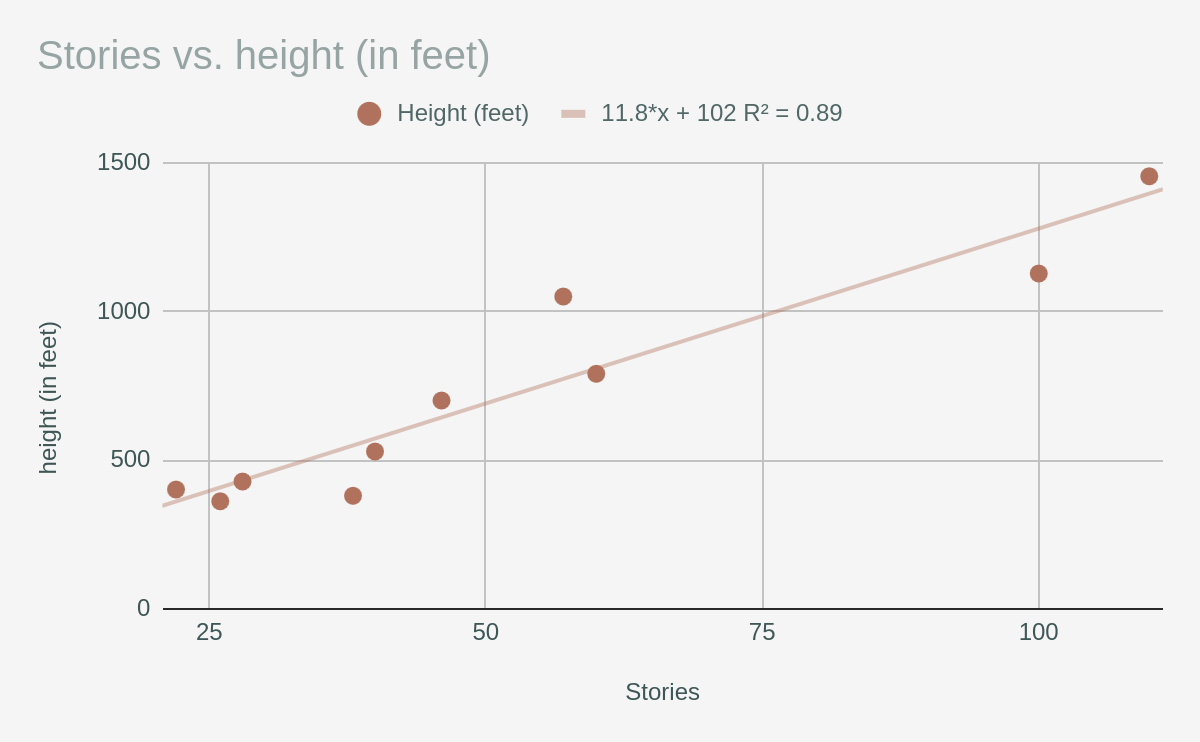 Stories vs. height (in feet)
Height (feet) 11.8*x + 102 R² = 0.89
1500
1000
500
0
height (in feet)
25 50 75 100
Stories